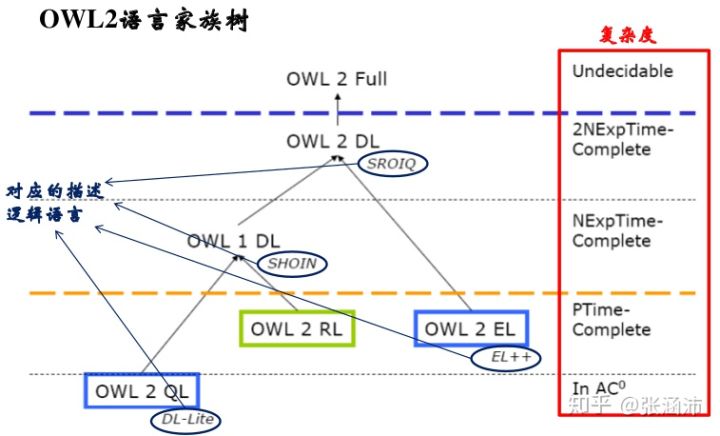 OWL2语言家族树
复杂度
OWL 2 Full
Undecidable
OWL 2 DL
SROIQ
2NExpTime-
Complete
对应的描述
逻辑语言
OWL 1 DL
SHOIN
NExpTime-
Complete
OWL 2 RL
OWL 2 EL
EL++
PTime-
Complete
OWL 2 QL
DL-Lite
In AC⁰
知乎 @张涵沛